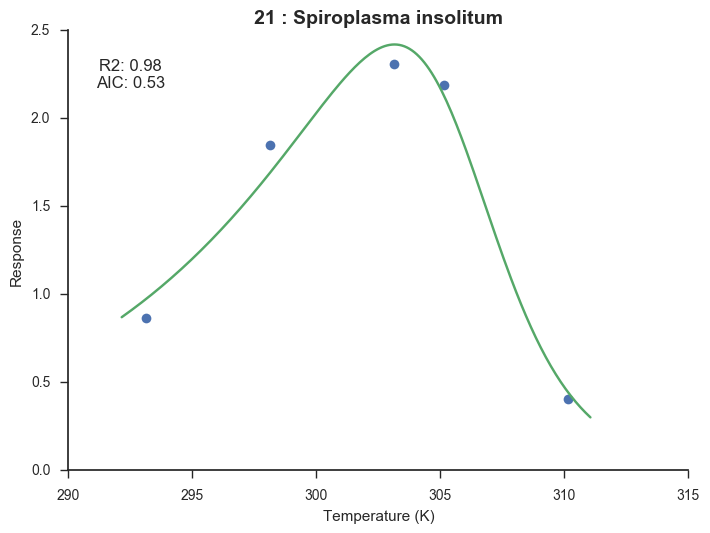 21 : Spiroplasma insolitum
R2: 0.98
AIC: 0.53
Response
2.5
2.0
1.5
1.0
0.5
0.0
290 295 300 305 310 315
Temperature (K)